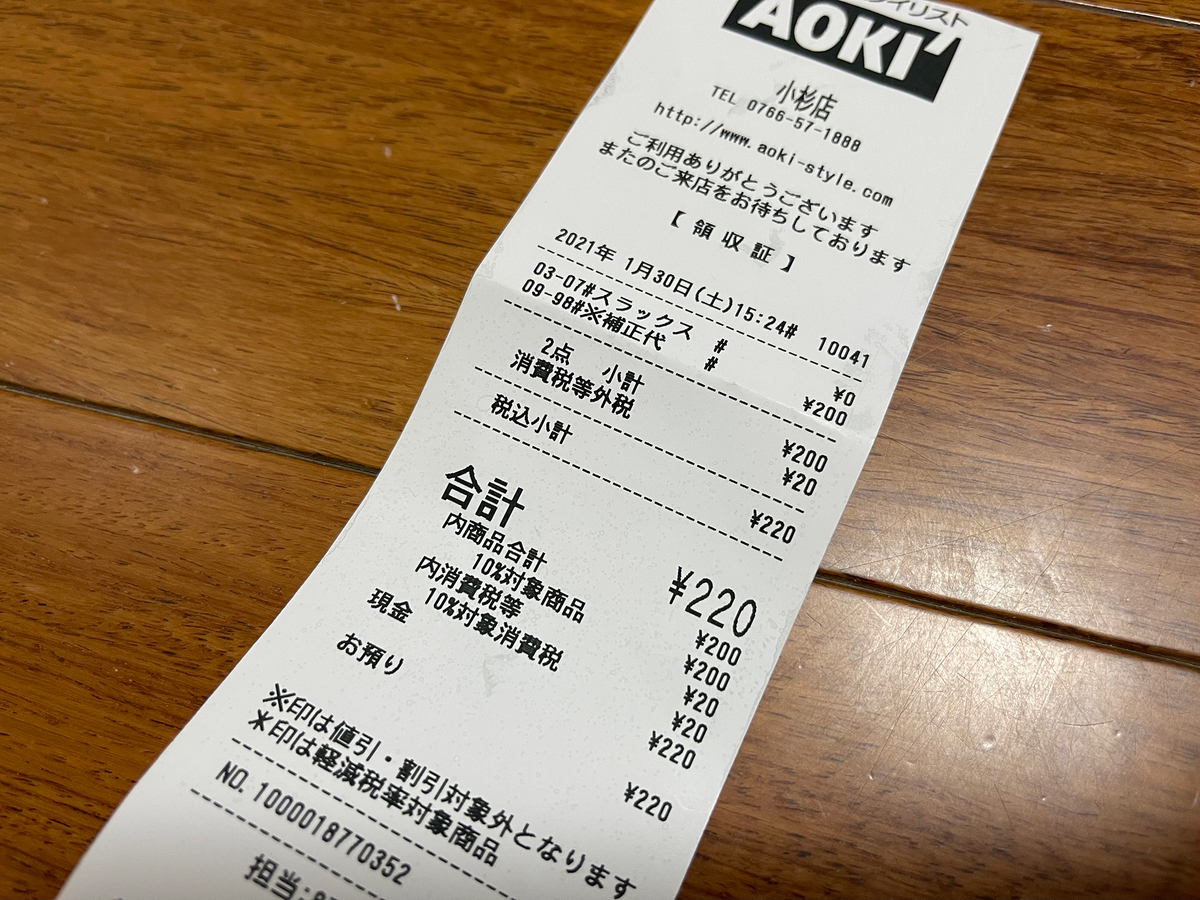 イリスト
AOKI
小杉店
TEL 0766-57-1888
http://www.aoki-style.com
ご利用ありがとうございます
またのご来店をお待ちしております
【 領 収 証 】
2021年 1月30日(土)15:24# 10041
03-07#スラックス # ¥0
09-98#※補正代 # ¥200
2点 小計 ¥200
消費税等外税 ¥20
税込小計 ¥220
合計 ¥220
内商品合計 ¥200
10%対象商品 ¥200
内消費税等 ¥20
10%対象消費税 ¥20
現金 ¥220
お預り ¥220
※印は値引・割引対象外となります
*印は軽減税率対象商品
NO.1000018770352
担当: